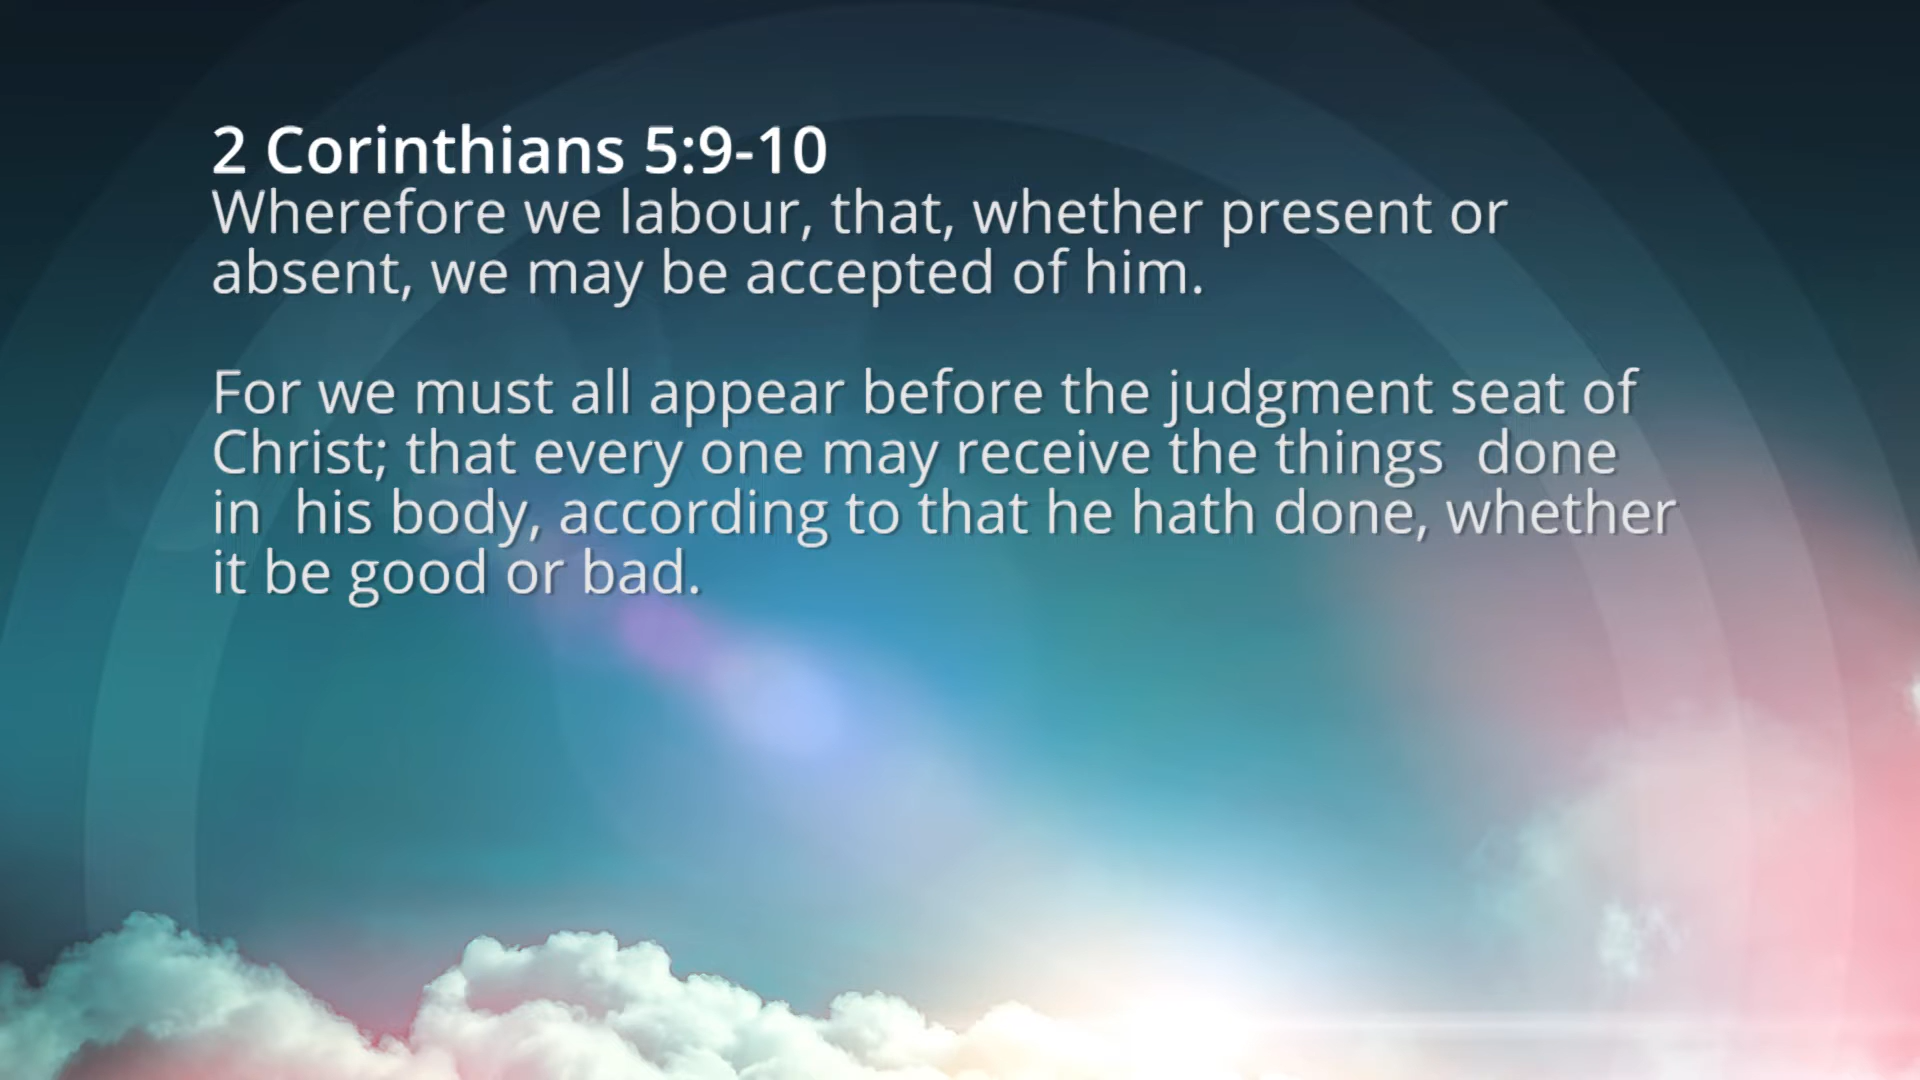 2 Corinthians 5:9-10
Wherefore we labour, that, whether present or
absent, we may be accepted of him.
For we must all appear before the judgment seat of
Christ; that every one may receive the things  done
in  his body, according to that he hath done, whether
it be good or bad.